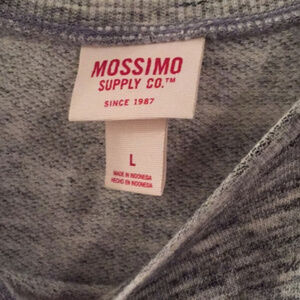 MOSSIMO
SUPPLY CO.™
SINCE 1987
L
MADE IN INDONESIA
HECHO EN INDONESIA